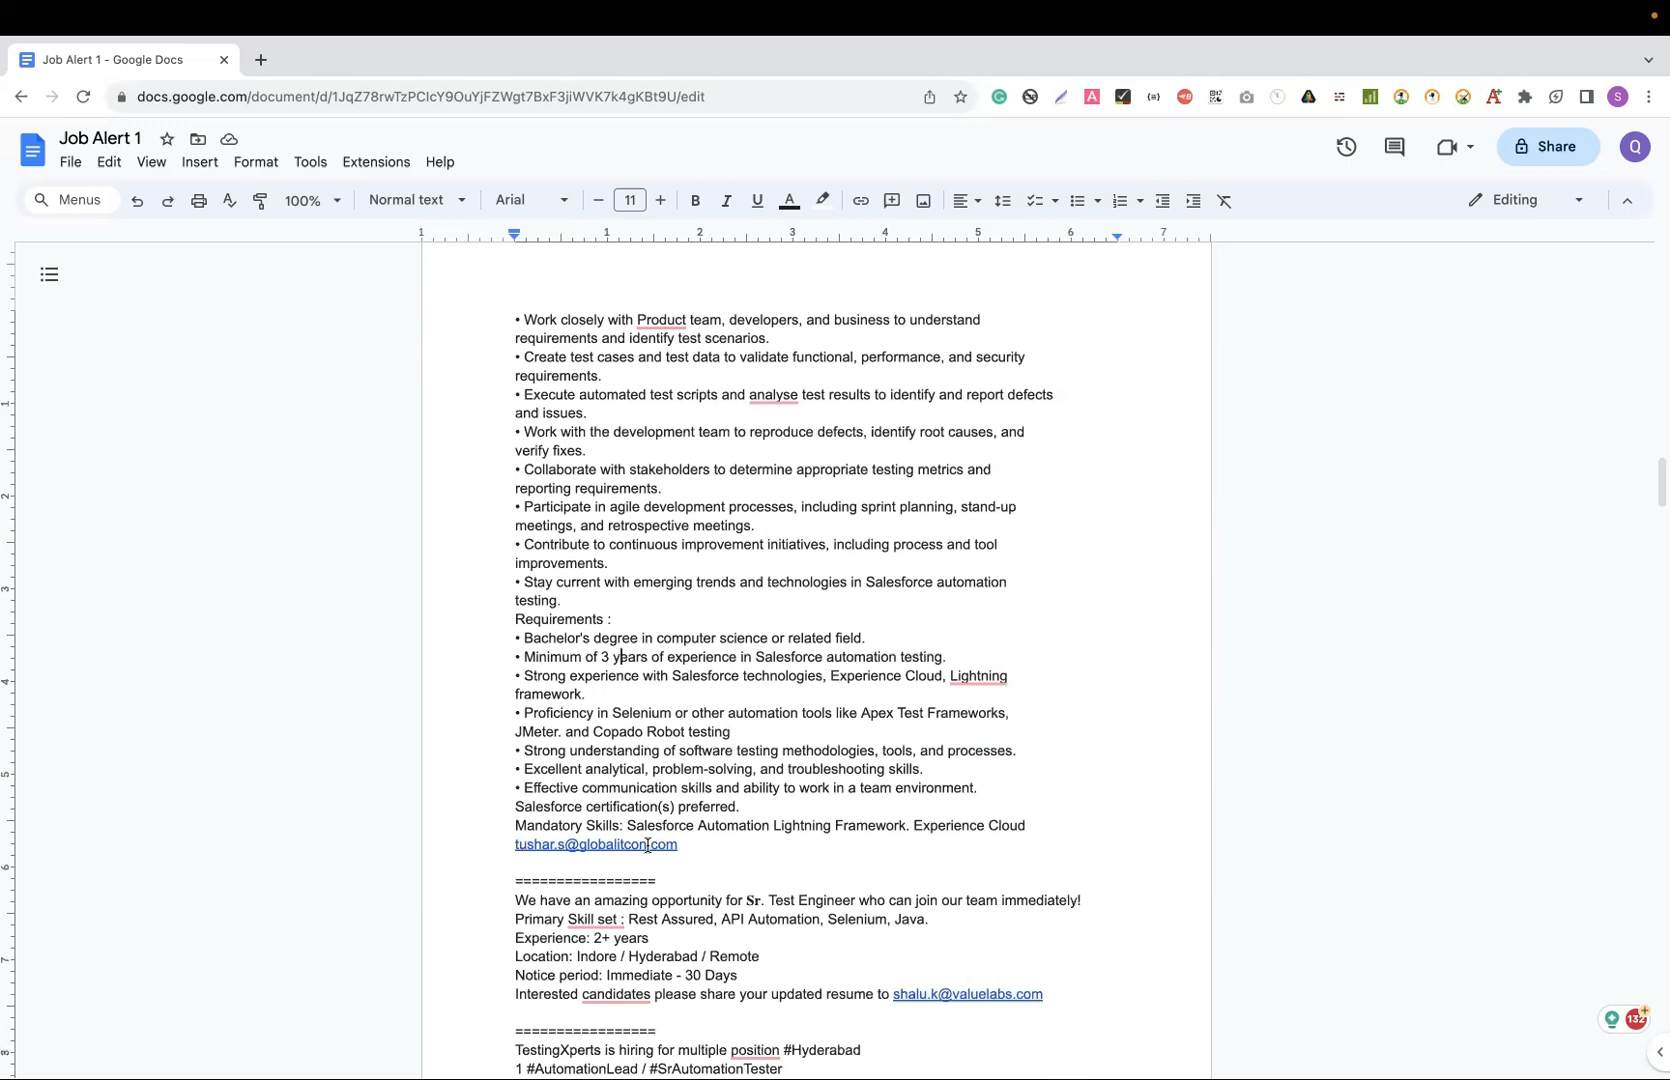 Job Alert 1 - Google Docs
docs.google.com/document/d/1JqZ78rwTzPClcY9OuYjFZWgt7BxF3jiWVK7k4gKBt9U/edit
Job Alert 1
File Edit View Insert Format Tools Extensions Help
Share
Q
Menus 100% Normal text Arial 11 B I U A Editing
1 1 2 3 4 5 6 7
• Work closely with Product team, developers, and business to understand
requirements and identify test scenarios.
• Create test cases and test data to validate functional, performance, and security
requirements.
• Execute automated test scripts and analyse test results to identify and report defects
and issues.
• Work with the development team to reproduce defects, identify root causes, and
verify fixes.
• Collaborate with stakeholders to determine appropriate testing metrics and
reporting requirements.
• Participate in agile development processes, including sprint planning, stand-up
meetings, and retrospective meetings.
• Contribute to continuous improvement initiatives, including process and tool
improvements.
• Stay current with emerging trends and technologies in Salesforce automation
testing.
Requirements :
• Bachelor's degree in computer science or related field.
• Minimum of 3 years of experience in Salesforce automation testing.
• Strong experience with Salesforce technologies, Experience Cloud, Lightning
framework.
• Proficiency in Selenium or other automation tools like Apex Test Frameworks,
JMeter. and Copado Robot testing
• Strong understanding of software testing methodologies, tools, and processes.
• Excellent analytical, problem-solving, and troubleshooting skills.
• Effective communication skills and ability to work in a team environment.
Salesforce certification(s) preferred.
Mandatory Skills: Salesforce Automation Lightning Framework. Experience Cloud
tushar.s@globalitcon.com
=================
We have an amazing opportunity for Sr. Test Engineer who can join our team immediately!
Primary Skill set : Rest Assured, API Automation, Selenium, Java.
Experience: 2+ years
Location: Indore / Hyderabad / Remote
Notice period: Immediate - 30 Days
Interested candidates please share your updated resume to shalu.k@valuelabs.com
=================
TestingXperts is hiring for multiple position #Hyderabad
1 #AutomationLead / #SrAutomationTester
132